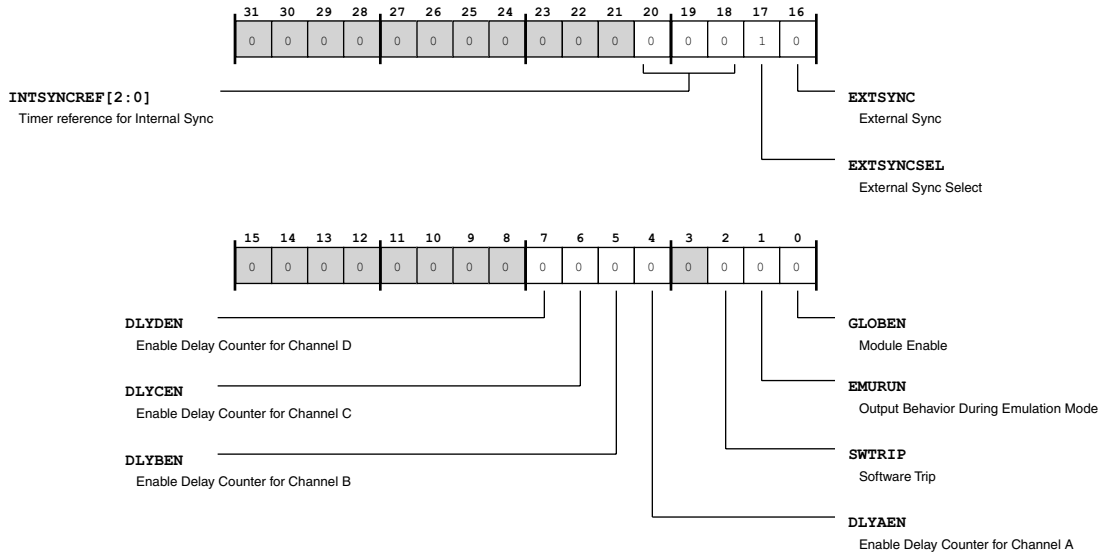 31 30 29 28 27 26 25 24 23 22 21 20 19 18 17 16
0 0 0 0 0 0 0 0 0 0 0 0 0 0 1 0
INTSYNCREF[2:0]
Timer reference for Internal Sync
EXTSYNC
External Sync
EXTSYNCSEL
External Sync Select
15 14 13 12 11 10 9 8 7 6 5 4 3 2 1 0
0 0 0 0 0 0 0 0 0 0 0 0 0 0 0 0
DLYDEN
Enable Delay Counter for Channel D
DLYCEN
Enable Delay Counter for Channel C
DLYBEN
Enable Delay Counter for Channel B
GLOBEN
Module Enable
EMURUN
Output Behavior During Emulation Mode
SWTRIP
Software Trip
DLYAEN
Enable Delay Counter for Channel A